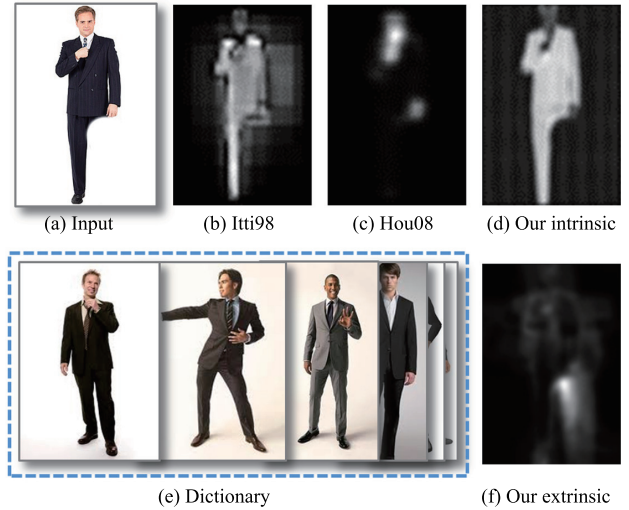 (a) Input
(b) Itti98
(c) Hou08
(d) Our intrinsic
(e) Dictionary
(f) Our extrinsic